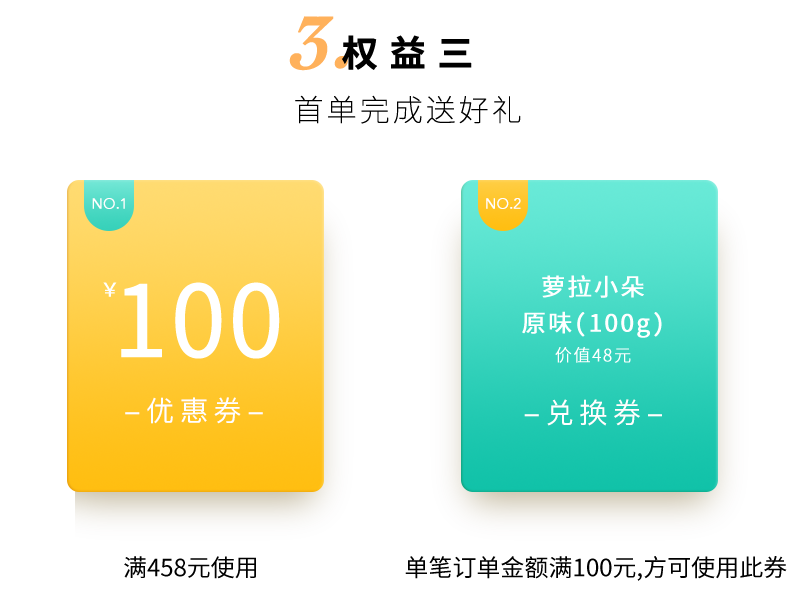 3.权益三
首单完成送好礼
NO.1
¥100
–优惠券–
满458元使用
NO.2
萝拉小朵
原味(100g)
价值48元
–兑换券–
单笔订单金额满100元,方可使用此券